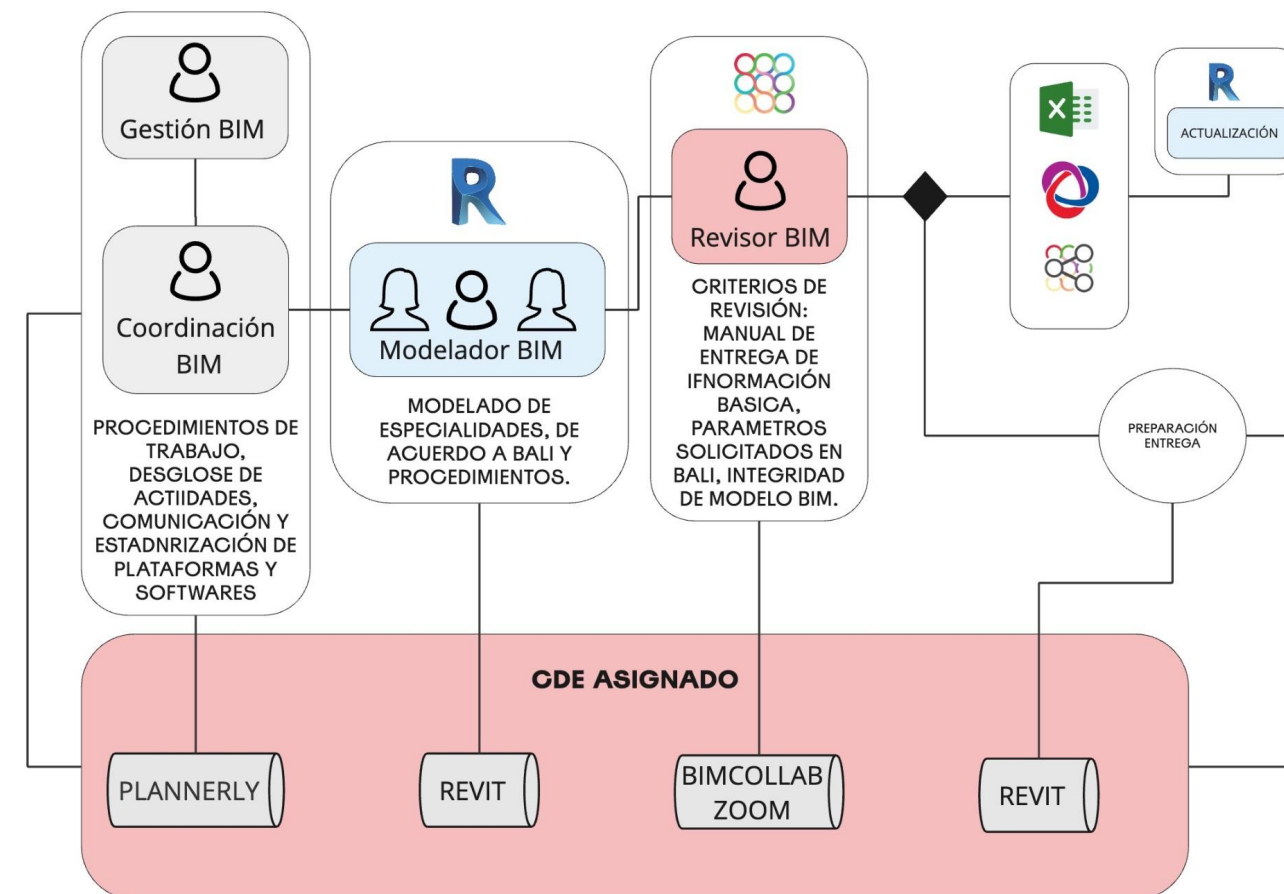 Gestión BIM
Coordinación
BIM
PROCEDIMIENTOS DE
TRABAJO,
DESGLOSE DE
ACTIIDADES,
COMUNICACIÓN Y
ESTADNRIZACIÓN DE
PLATAFORMAS Y
SOFTWARES
R
Modelador BIM
MODELADO DE
ESPECIALIDADES, DE
ACUERDO A BALI Y
PROCEDIMIENTOS.
Revisor BIM
CRITERIOS DE
REVISIÓN:
MANUAL DE
ENTREGA DE
IFNORMACIÓN
BASICA,
PARAMETROS
SOLICITADOS EN
BALI, INTEGRIDAD
DE MODELO BIM.
X
R
ACTUALIZACIÓN
PREPARACIÓN
ENTREGA
CDE ASIGNADO
PLANNERLY
REVIT
BIMCOLLAB
ZOOM
REVIT